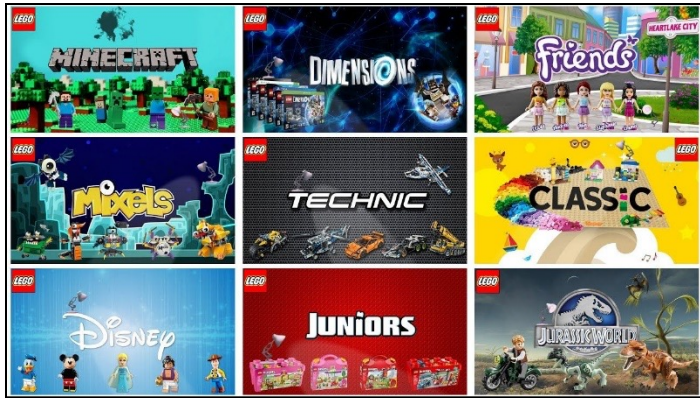 LEGO
MINECRAFT
LEGO
DIMENSIONS
LEGO
HEARTLAKE CITY
Friends
LEGO
Mixels
LEGO
TECHNIC
LEGO
CLASSIC
LEGO
Disney
LEGO
JUNiORS
LEGO
JURASSIC WORLD